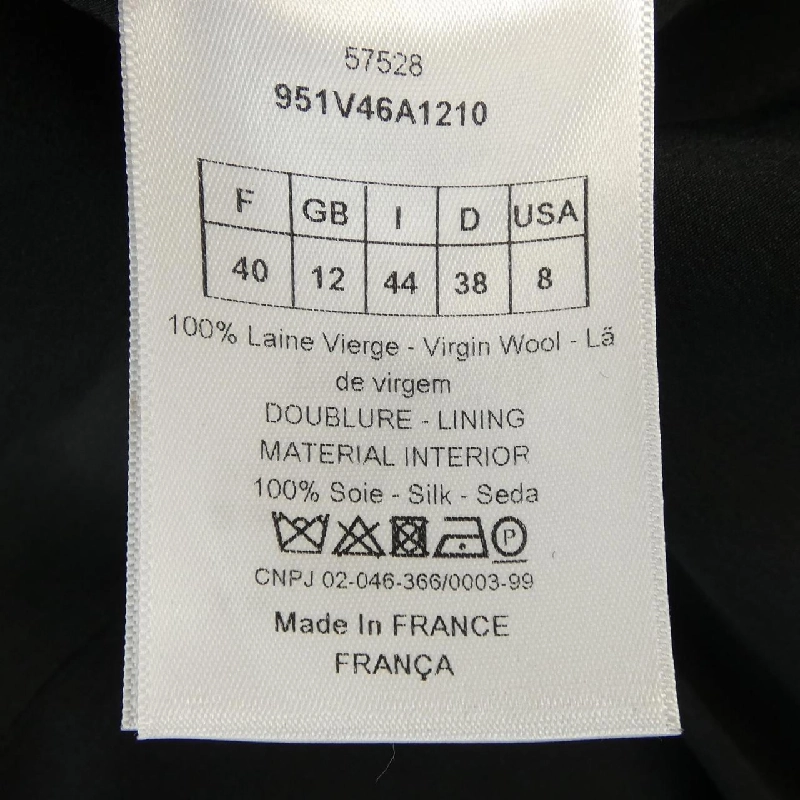 57528
951V46A1210
F GB I D USA
40 12 44 38 8
100% Laine Vierge - Virgin Wool - Lã
de virgem
DOUBLURE - LINING
MATERIAL INTERIOR
100% Soie - Silk - Seda
P
CNPJ 02-046-366/0003-99
Made In FRANCE
FRANÇA